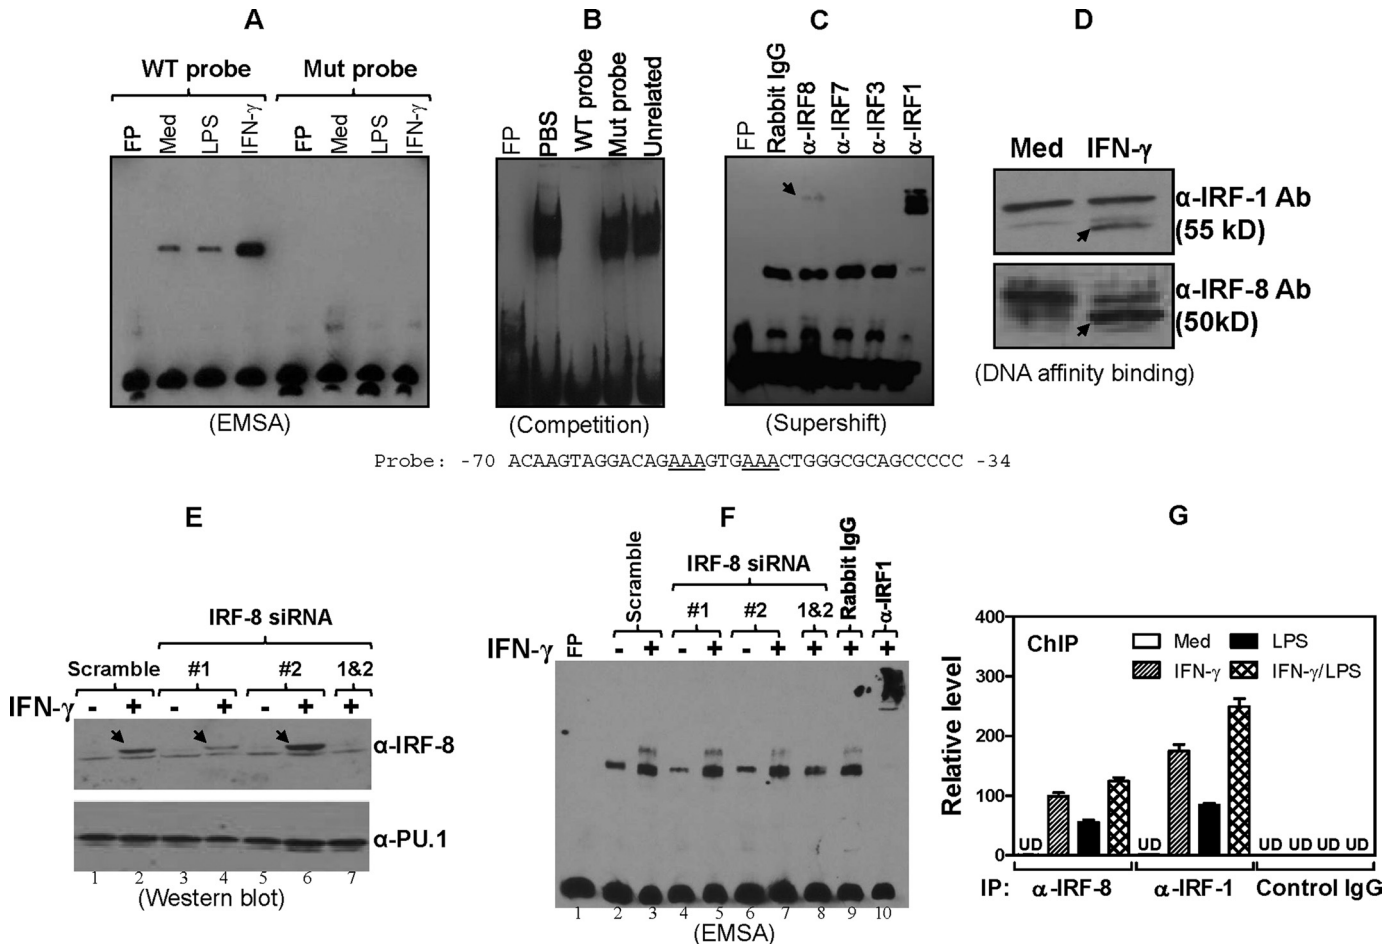 A
WT probe
Mut probe
FP
Med
LPS
IFN-γ
FP
Med
LPS
IFN-γ
(EMSA)
B
FP
PBS
WT probe
Mut probe
Unrelated
(Competition)
C
FP
Rabbit IgG
α-IRF8
α-IRF7
α-IRF3
α-IRF1
(Supershift)
D
Med IFN-γ
α-IRF-1 Ab
(55 kD)
α-IRF-8 Ab
(50kD)
(DNA affinity binding)
Probe: -70 ACAAGTAGGACAGAAAGTGAAACTGGGCGCAGCCCCC -34
E
IRF-8 siRNA
Scramble #1 #2 1&2
IFN-γ - + - + - + +
α-IRF-8
α-PU.1
1 2 3 4 5 6 7
(Western blot)
F
Scramble
IRF-8 siRNA
#1 #2 1&2
Rabbit IgG
α-IRF1
IFN-γ FP - + - + - + + + +
1 2 3 4 5 6 7 8 9 10
(EMSA)
G
ChIP
Med
LPS
IFN-γ
IFN-γ/LPS
Relative level
400
300
200
100
0
UD UD UD UD UD UD
IP: α-IRF-8 α-IRF-1 Control IgG